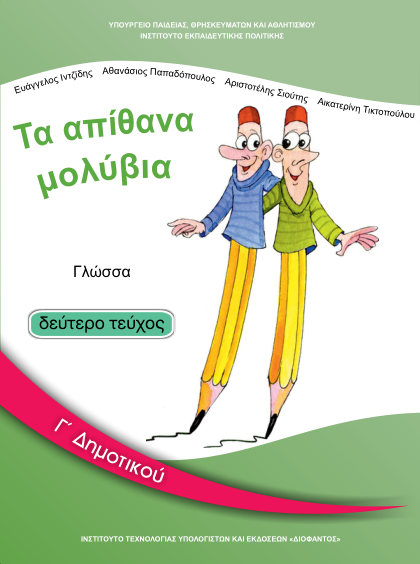 ΥΠΟΥΡΓΕΙΟ ΠΑΙΔΕΙΑΣ, ΘΡΗΣΚΕΥΜΑΤΩΝ ΚΑΙ ΑΘΛΗΤΙΣΜΟΥ
ΙΝΣΤΙΤΟΥΤΟ ΕΚΠΑΙΔΕΥΤΙΚΗΣ ΠΟΛΙΤΙΚΗΣ
Ευάγγελος Ιντζίδης Αθανάσιος Παπαδόπουλος Αριστοτέλης Σιούτης Αικατερίνη Τικτοπούλου
Τα απίθανα
μολύβια
Γλώσσα
δεύτερο τεύχος
Γ΄ Δημοτικού
ΙΝΣΤΙΤΟΥΤΟ ΤΕΧΝΟΛΟΓΙΑΣ ΥΠΟΛΟΓΙΣΤΩΝ ΚΑΙ ΕΚΔΟΣΕΩΝ «ΔΙΟΦΑΝΤΟΣ»